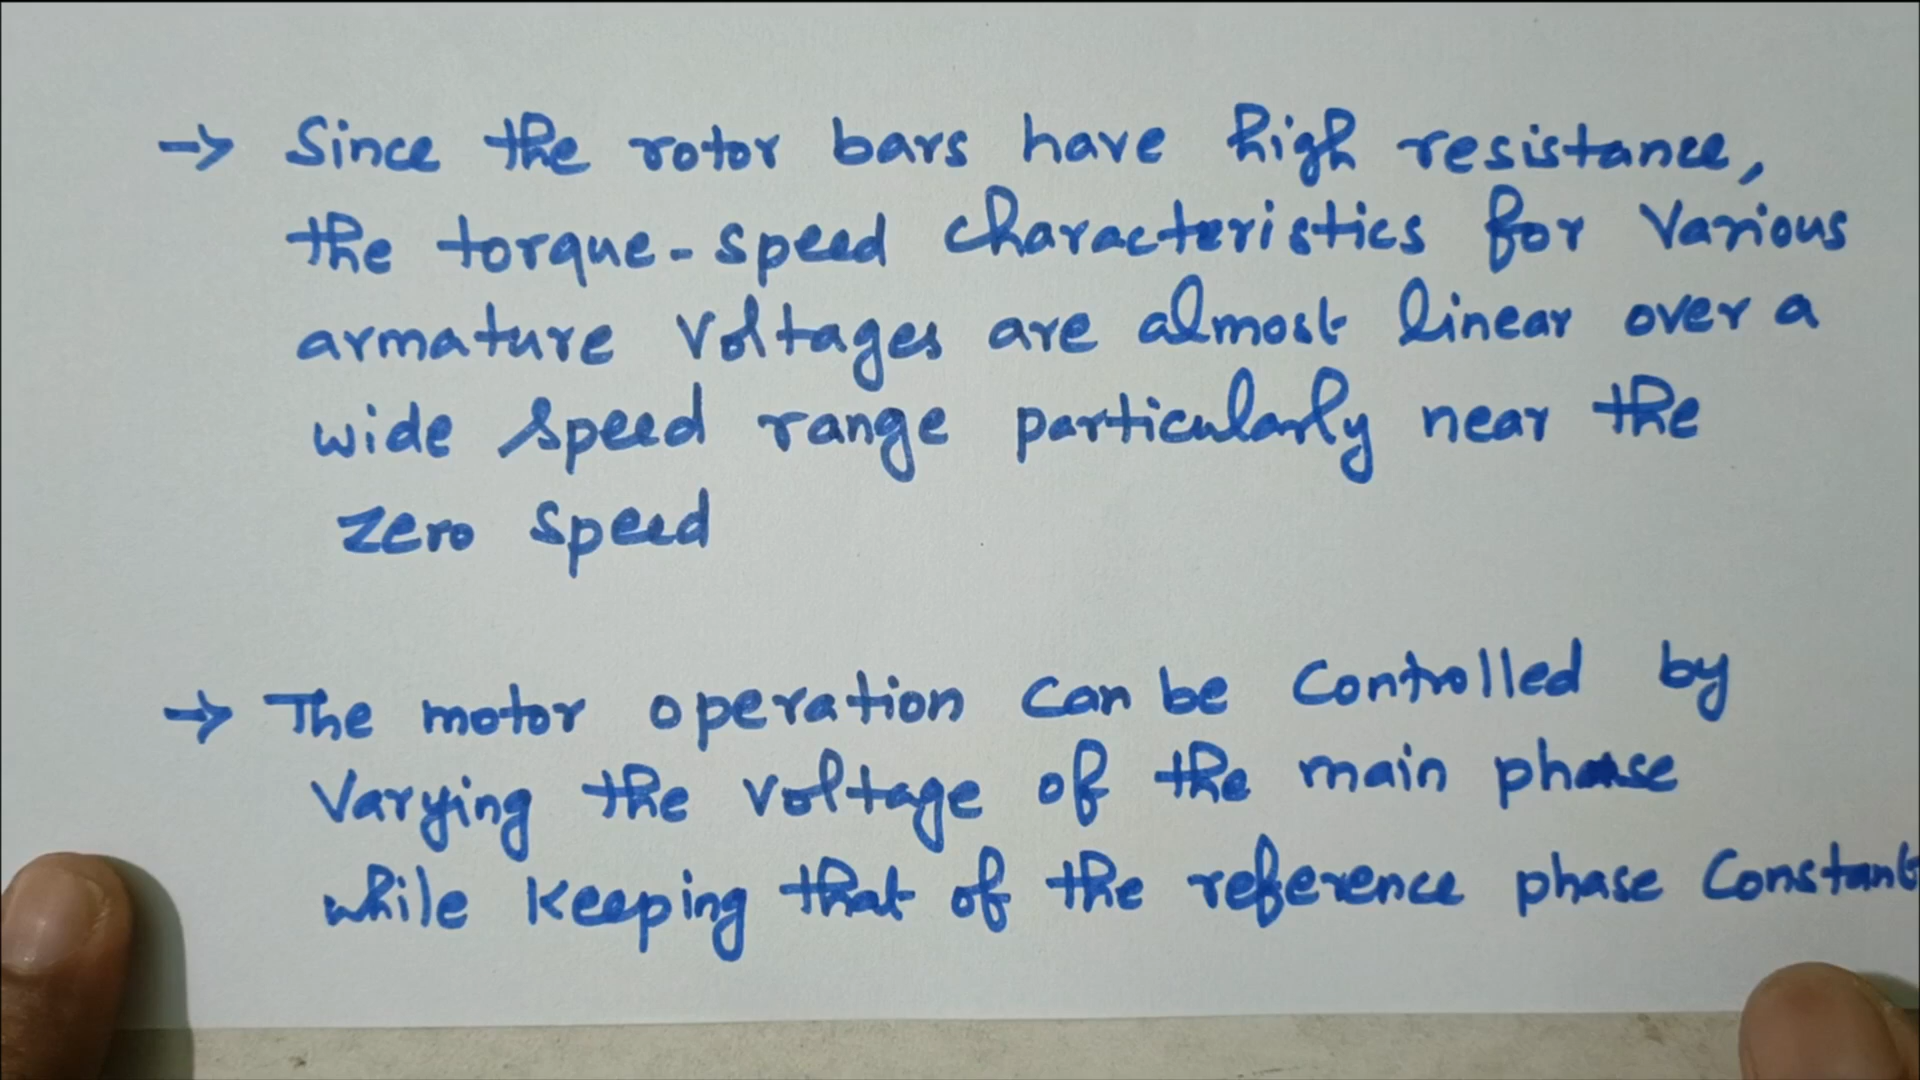 → Since the rotor bars have high resistance,
the torque-speed characteristics for various
armature voltages are almost linear over a
wide speed range particularly near the
zero speed
→ The motor operation can be controlled by
Varying the voltage of the main phase
while keeping that of the reference phase constant